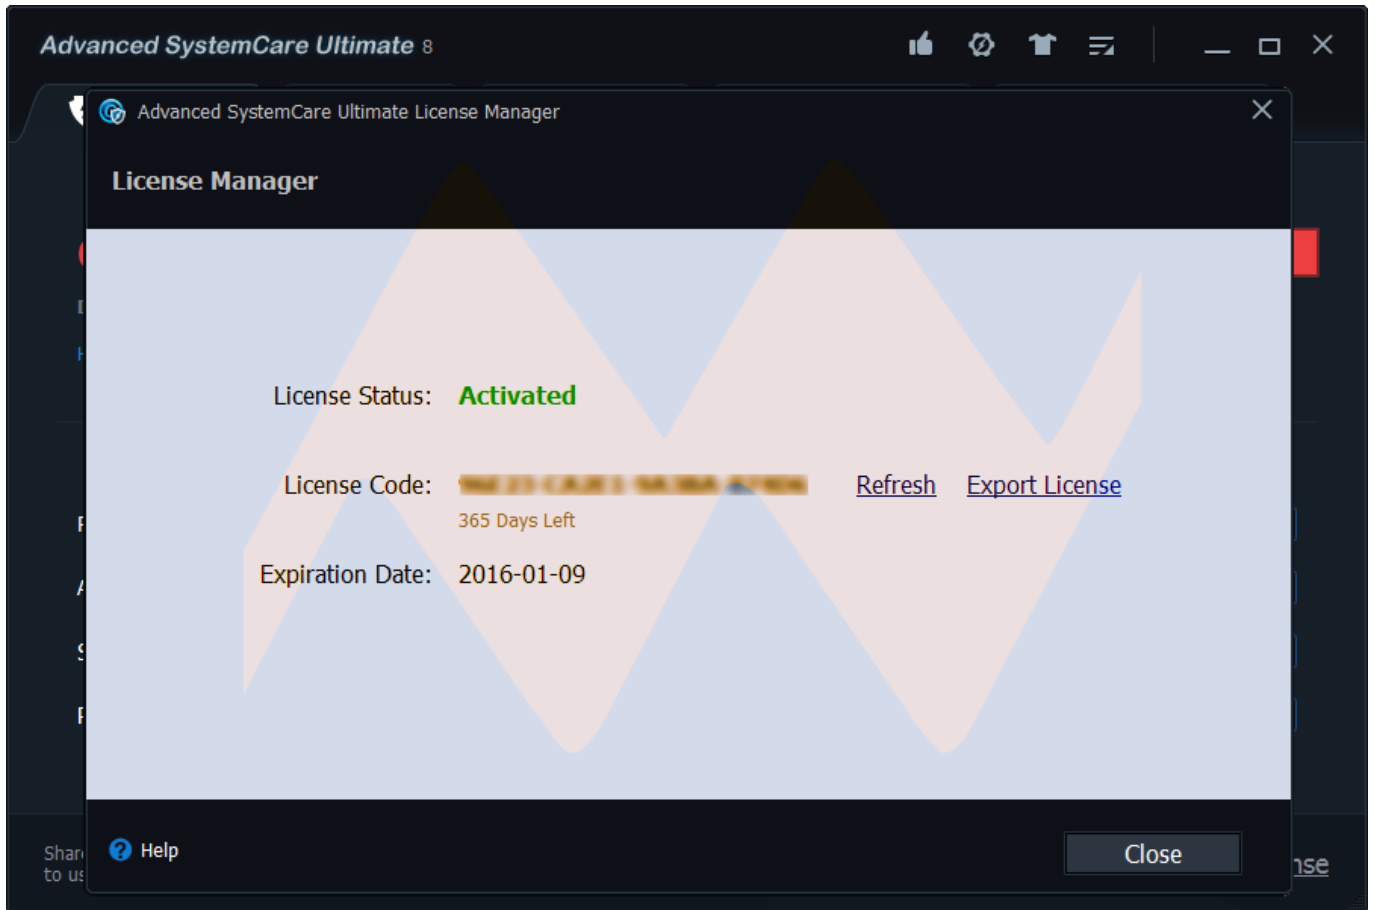 Advanced SystemCare Ultimate 8
Advanced SystemCare Ultimate License Manager
License Manager
License Status: Activated
License Code: Refresh Export License
365 Days Left
Expiration Date: 2016-01-09
Help
Close
to